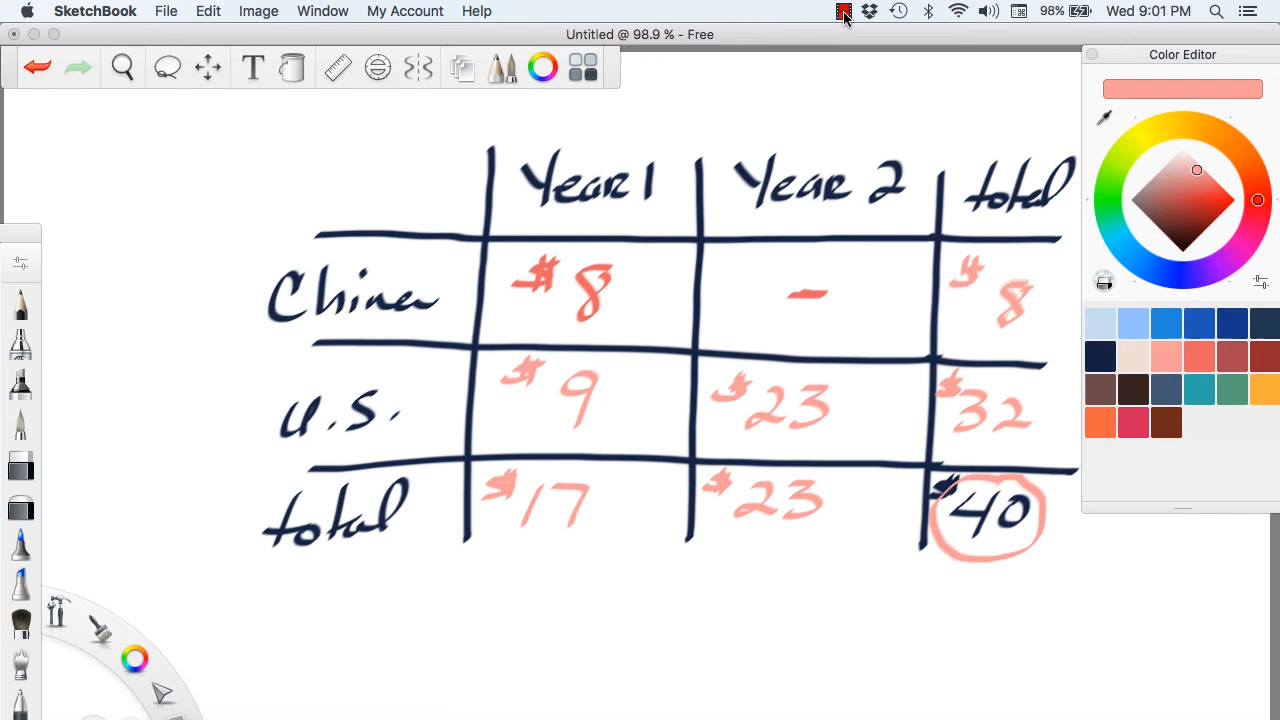 SketchBook File Edit Image Window My Account Help 98% Wed 9:01 PM
Untitled @ 98.9 % - Free
Color Editor
T
Year 1 Year 2 total
China $ 8 - $ 8
U.S. $ 9 $ 23 $ 32
total $ 17 $ 23 $ 40